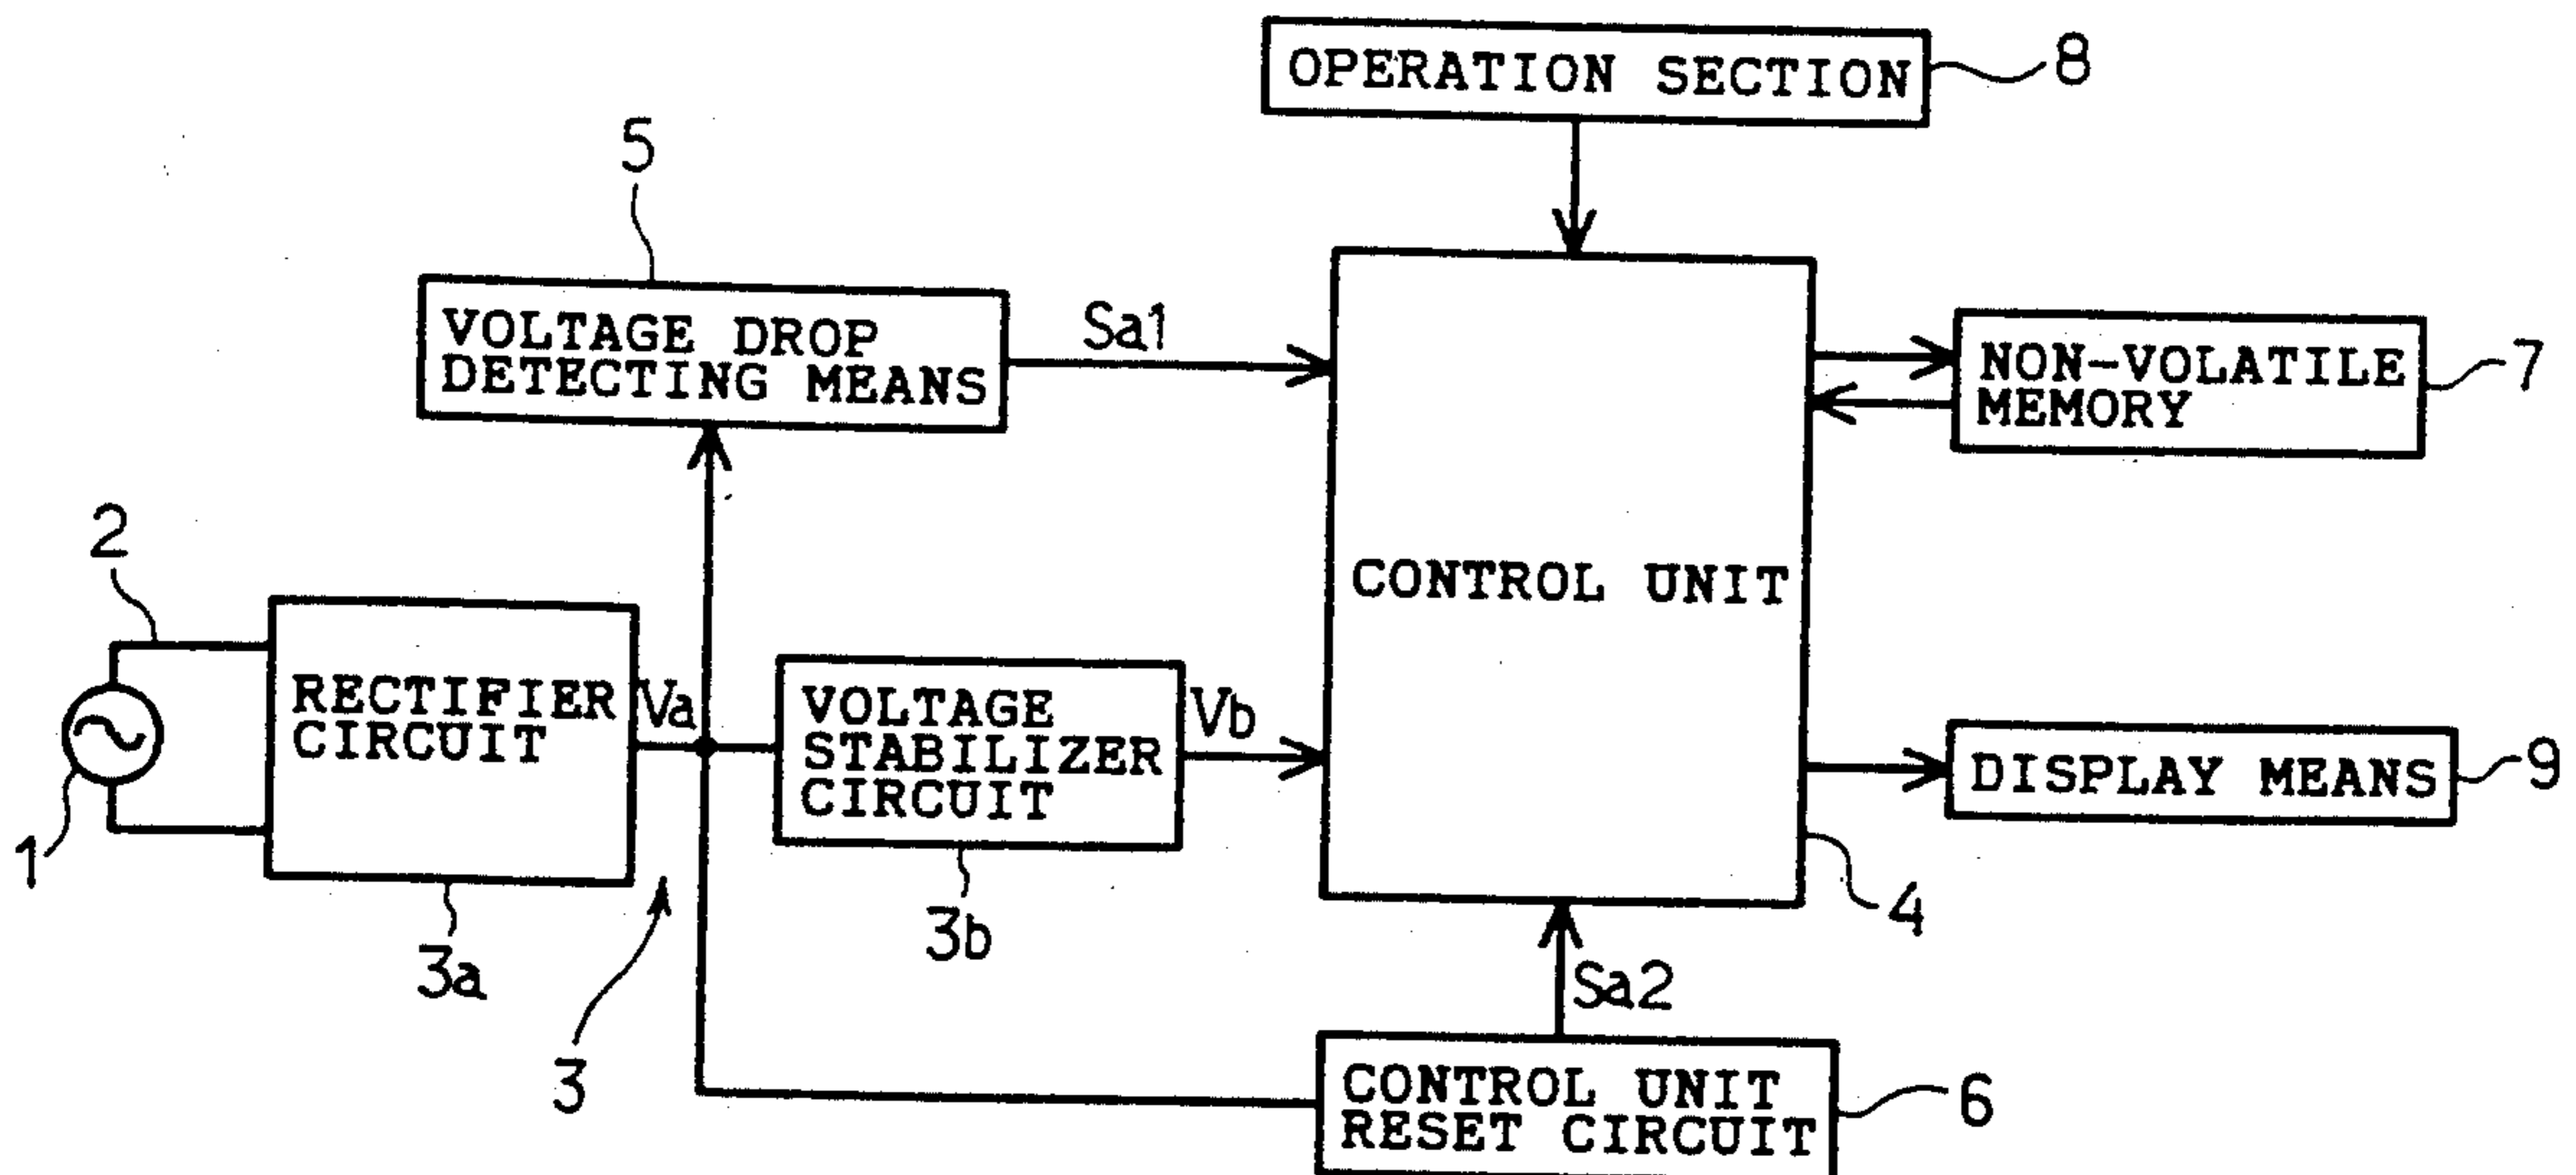 OPERATION SECTION
8
5
VOLTAGE DROP
DETECTING MEANS
Sa1
NON-VOLATILE
MEMORY
7
2
CONTROL UNIT
RECTIFIER
CIRCUIT
Va
VOLTAGE
STABILIZER
CIRCUIT
Vb
DISPLAY MEANS
9
1
3a
3b
4
3
Sa2
CONTROL UNIT
RESET CIRCUIT
6